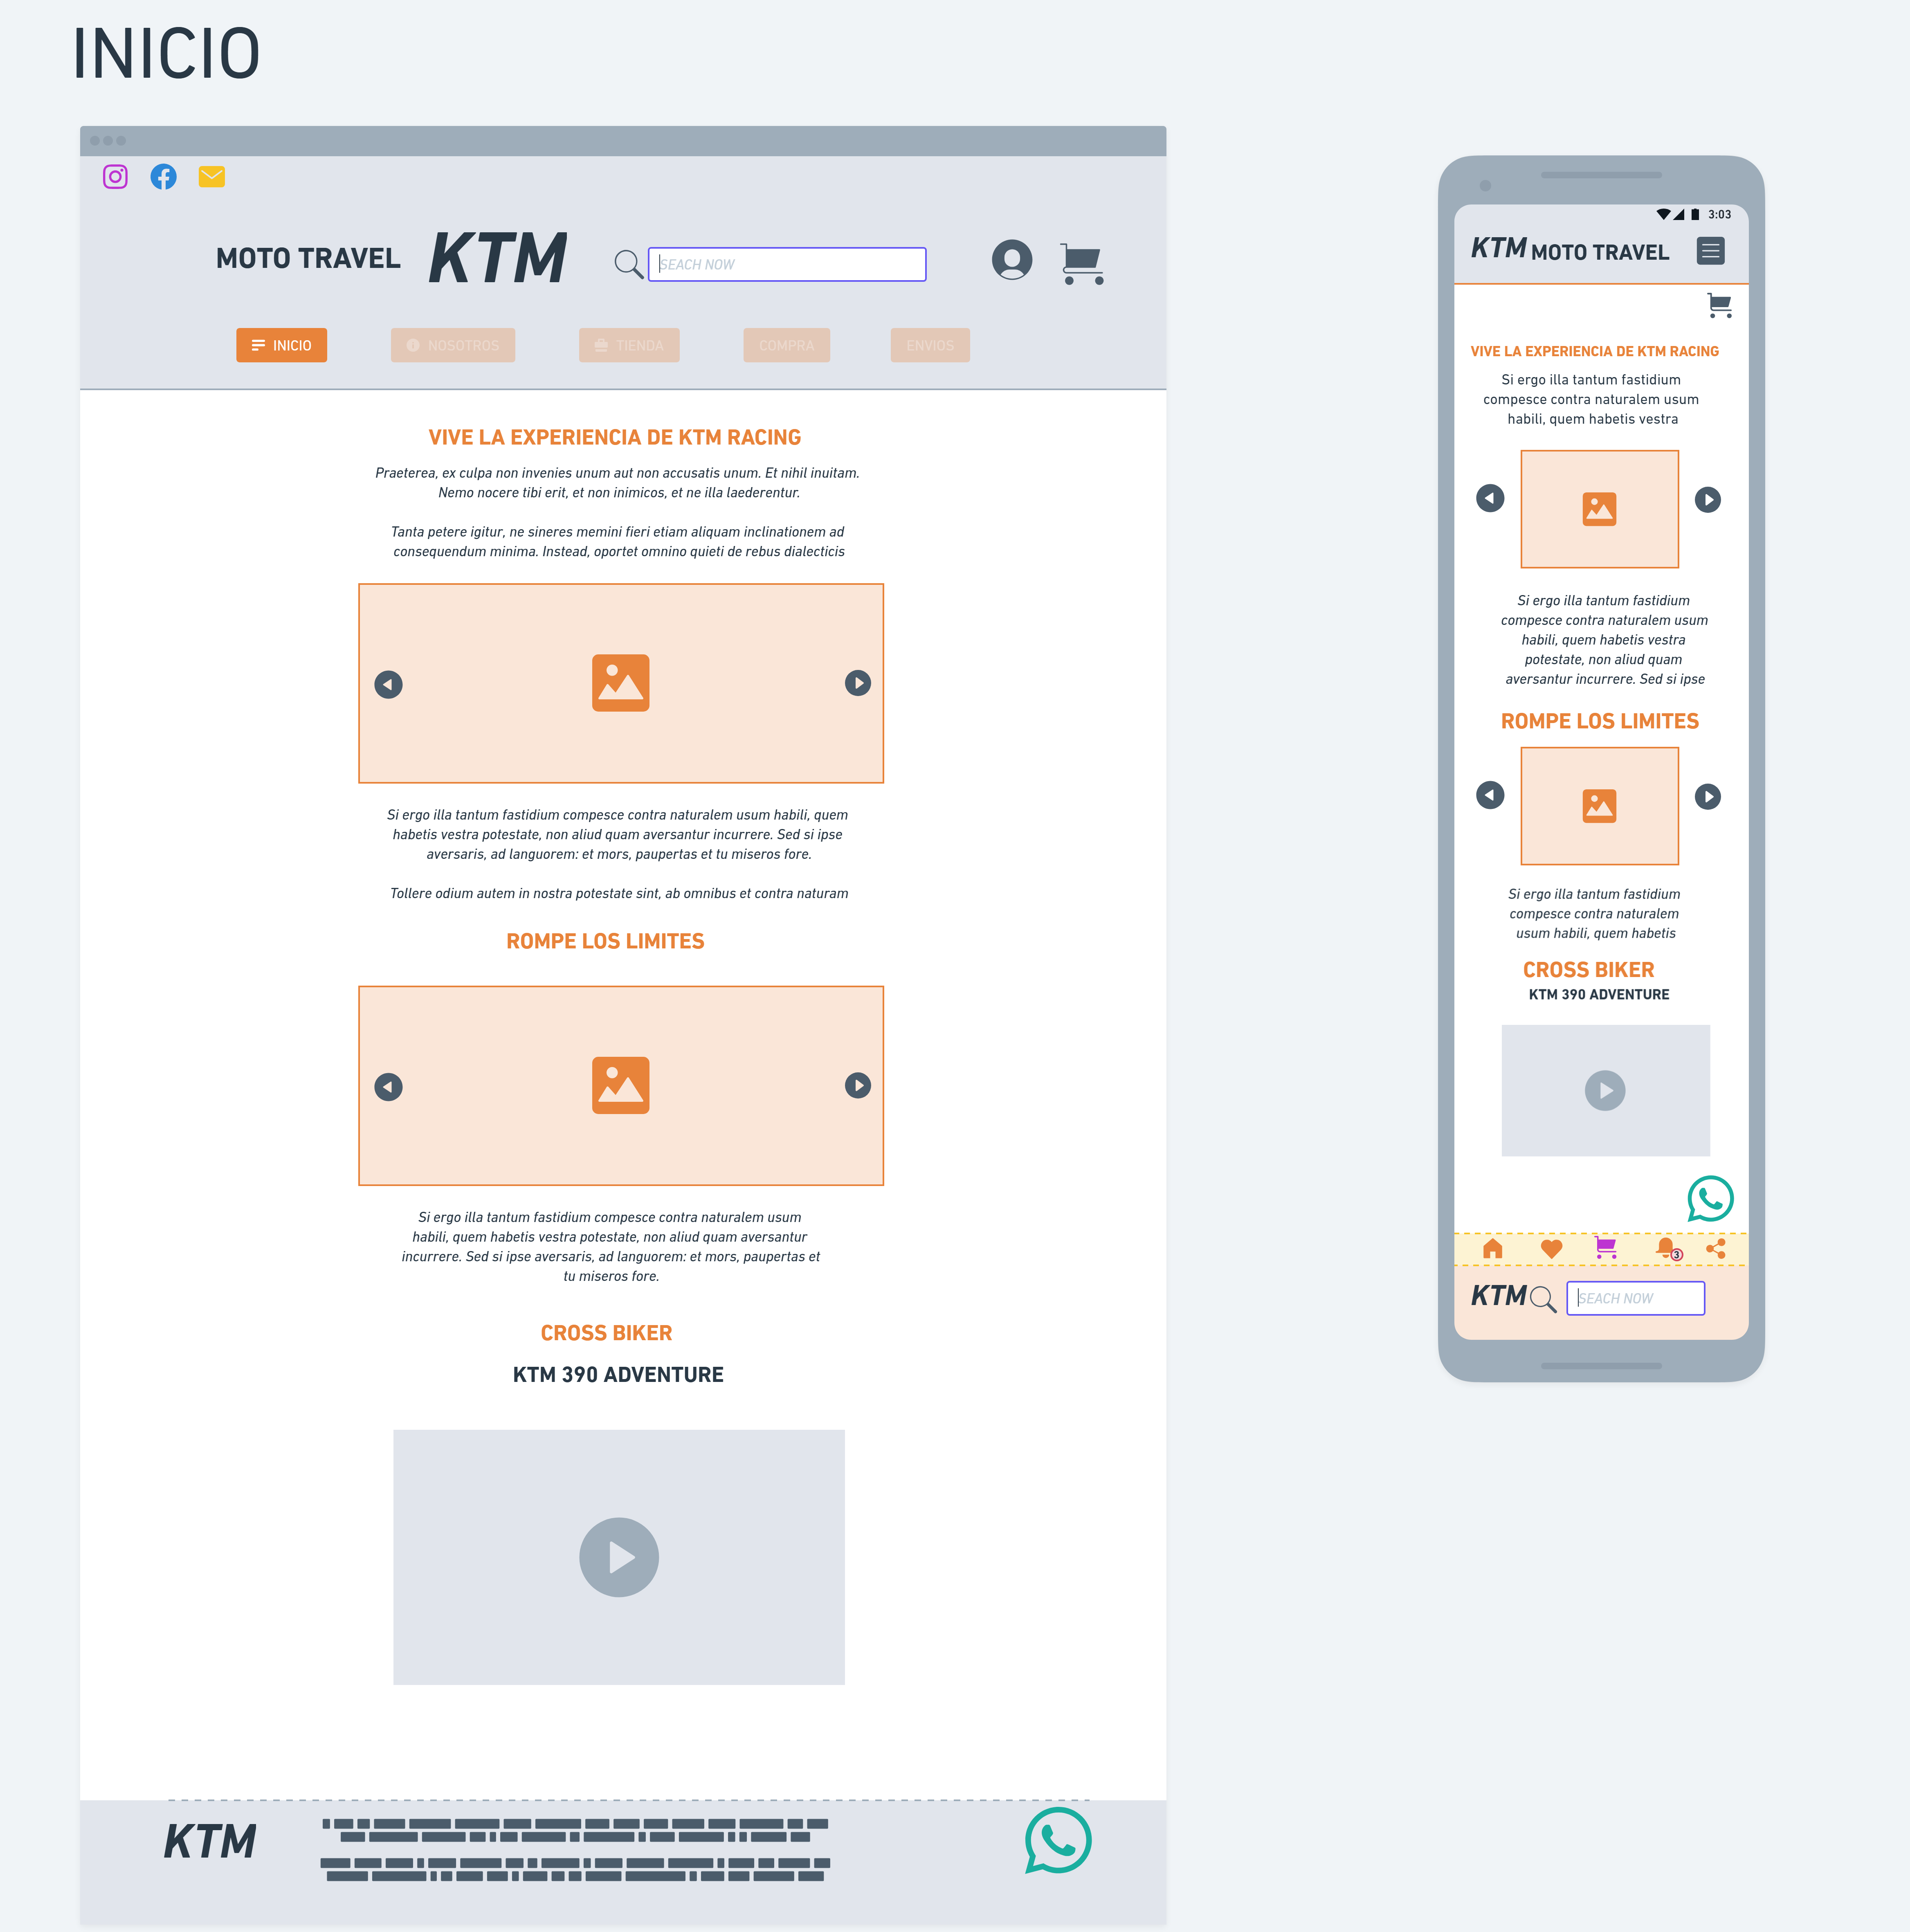 INICIO
MOTO TRAVEL KTM
SEACH NOW
INICIO
NOSOTROS
TIENDA
COMPRA
ENVIOS
VIVE LA EXPERIENCIA DE KTM RACING
Praeterea, ex culpa non invenies unum aut non accusatis unum. Et nihil inuitam.
Nemo nocere tibi erit, et non inimicos, et ne illa laederentur.
Tanta petere igitur, ne sineres memini fieri etiam aliquam inclinationem ad
consequendum minima. Instead, oportet omnino quieti de rebus dialecticis
Si ergo illa tantum fastidium compesce contra naturalem usum habili, quem
habetis vestra potestate, non aliud quam aversantur incurrere. Sed si ipse
aversaris, ad languorem: et mors, paupertas et tu miseros fore.
Tollere odium autem in nostra potestate sint, ab omnibus et contra naturam
ROMPE LOS LIMITES
Si ergo illa tantum fastidium compesce contra naturalem usum
habili, quem habetis vestra potestate, non aliud quam aversantur
incurrere. Sed si ipse aversaris, ad languorem: et mors, paupertas et
tu miseros fore.
CROSS BIKER
KTM 390 ADVENTURE
KTM
3:03
KTM MOTO TRAVEL
VIVE LA EXPERIENCIA DE KTM RACING
Si ergo illa tantum fastidium
compesce contra naturalem usum
habili, quem habetis vestra
Si ergo illa tantum fastidium
compesce contra naturalem usum
habili, quem habetis vestra
potestate, non aliud quam
aversantur incurrere. Sed si ipse
ROMPE LOS LIMITES
Si ergo illa tantum fastidium
compesce contra naturalem
usum habili, quem habetis
CROSS BIKER
KTM 390 ADVENTURE
3
KTM
SEACH NOW